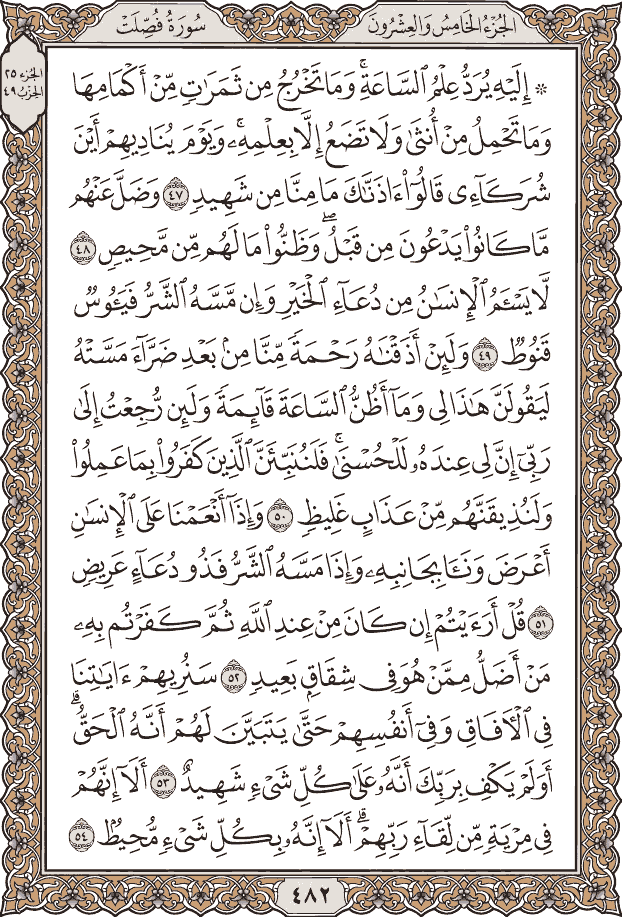 الجُزْءُ الخَامِسُ وَالعِشْرُونَ
سُورَةُ فُصِّلَتْ
الجُزْء ٢٥
الحِزْب ٤٩
۞ إِلَيْهِ يُرَدُّ عِلْمُ ٱلسَّاعَةِۚ وَمَا تَخْرُجُ مِن ثَمَرَٰتٖ مِّنْ أَكْمَامِهَا
وَمَا تَحْمِلُ مِنْ أُنثَىٰ وَلَا تَضَعُ إِلَّا بِعِلْمِهِۦۚ وَيَوْمَ يُنَادِيهِمْ أَيْنَ
شُرَكَآءِي قَالُوٓاْ ءَاذَنَّٰكَ مَا مِنَّا مِن شَهِيدٖ ٤٧ وَضَلَّ عَنْهُم
مَّا كَانُواْ يَدْعُونَ مِن قَبْلُۖ وَظَنُّواْ مَا لَهُم مِّن مَّحِيصٖ ٤٨
لَّا يَسْـَٔمُ ٱلْإِنسَٰنُ مِن دُعَآءِ ٱلْخَيْرِ وَإِن مَّسَّهُ ٱلشَّرُّ فَيَـُٔوسٞ
قَنُوطٞ ٤٩ وَلَئِنْ أَذَقْنَٰهُ رَحْمَةٗ مِّنَّا مِنۢ بَعْدِ ضَرَّآءَ مَسَّتْهُ
لَيَقُولَنَّ هَٰذَا لِي وَمَآ أَظُنُّ ٱلسَّاعَةَ قَآئِمَةٗ وَلَئِن رُّجِعْتُ إِلَىٰ
رَبِّيٓ إِنَّ لِي عِندَهُۥ لَلْحُسْنَىٰۚ فَلَنُنَبِّئَنَّ ٱلَّذِينَ كَفَرُواْ بِمَا عَمِلُواْ
وَلَنُذِيقَنَّهُم مِّنْ عَذَابٍ غَلِيظٖ ٥٠ وَإِذَآ أَنْعَمْنَا عَلَى ٱلْإِنسَٰنِ
أَعْرَضَ وَنَـَٔا بِجَانِبِهِۦ وَإِذَا مَسَّهُ ٱلشَّرُّ فَذُو دُعَآءٍ عَرِيضٖ
٥١ قُلْ أَرَءَيْتُمْ إِن كَانَ مِنْ عِندِ ٱللَّهِ ثُمَّ كَفَرْتُم بِهِۦ
مَنْ أَضَلُّ مِمَّنْ هُوَ فِي شِقَاقِۭ بَعِيدٖ ٥٢ سَنُرِيهِمْ ءَايَٰتِنَا
فِي ٱلْأٓفَاقِ وَفِيٓ أَنفُسِهِمْ حَتَّىٰ يَتَبَيَّنَ لَهُمْ أَنَّهُ ٱلْحَقُّۗ
أَوَلَمْ يَكْفِ بِرَبِّكَ أَنَّهُۥ عَلَىٰ كُلِّ شَيْءٖ شَهِيدٌ ٥٣ أَلَآ إِنَّهُمْ
فِي مِرْيَةٖ مِّن لِّقَآءِ رَبِّهِمْۗ أَلَآ إِنَّهُۥ بِكُلِّ شَيْءٖ مُّحِيطُۢ ٥٤
٤٨٢